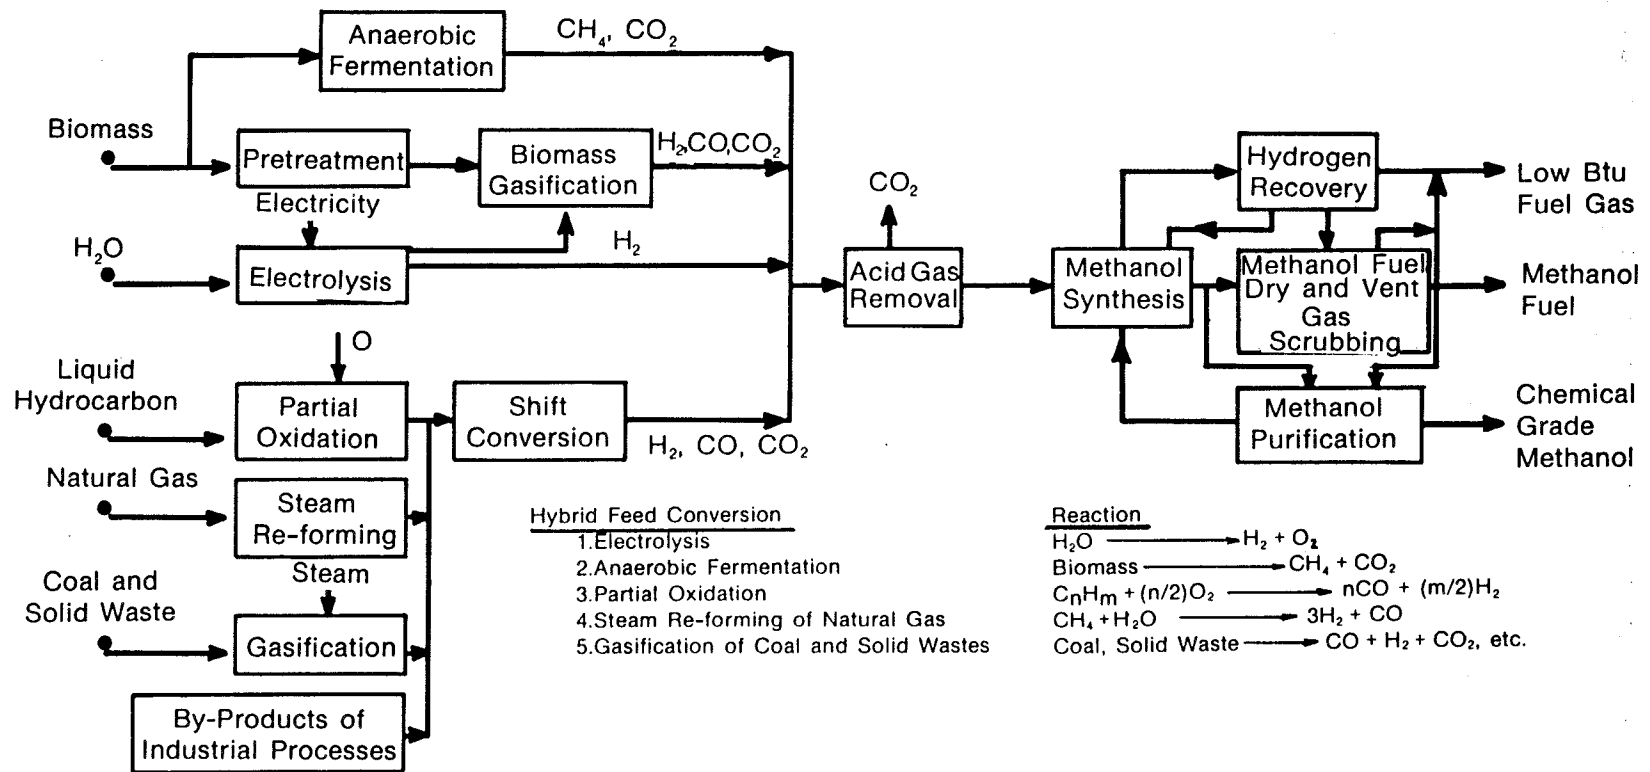 Anaerobic
Fermentation
CH₄, CO₂
Biomass
Pretreatment
Biomass
Gasification
H₂,CO,CO₂
Electricity
H₂O
Electrolysis
H₂
O
Liquid
Hydrocarbon
Partial
Oxidation
Shift
Conversion
H₂, CO, CO₂
Natural Gas
Steam
Re-forming
Steam
Coal and
Solid Waste
Gasification
By-Products of
Industrial Processes
CO₂
Acid Gas
Removal
Methanol
Synthesis
Hydrogen
Recovery
Low Btu
Fuel Gas
Methanol Fuel
Dry and Vent
Gas
Scrubbing
Methanol
Fuel
Methanol
Purification
Chemical
Grade
Methanol
Hybrid Feed Conversion
1.Electrolysis
2.Anaerobic Fermentation
3.Partial Oxidation
4.Steam Re-forming of Natural Gas
5.Gasification of Coal and Solid Wastes
Reaction
H₂O → H₂ + O₂
Biomass → CH₄ + CO₂
CnHm + (n/2)O₂ → nCO + (m/2)H₂
CH₄ + H₂O → 3H₂ + CO
Coal, Solid Waste → CO + H₂ + CO₂, etc.